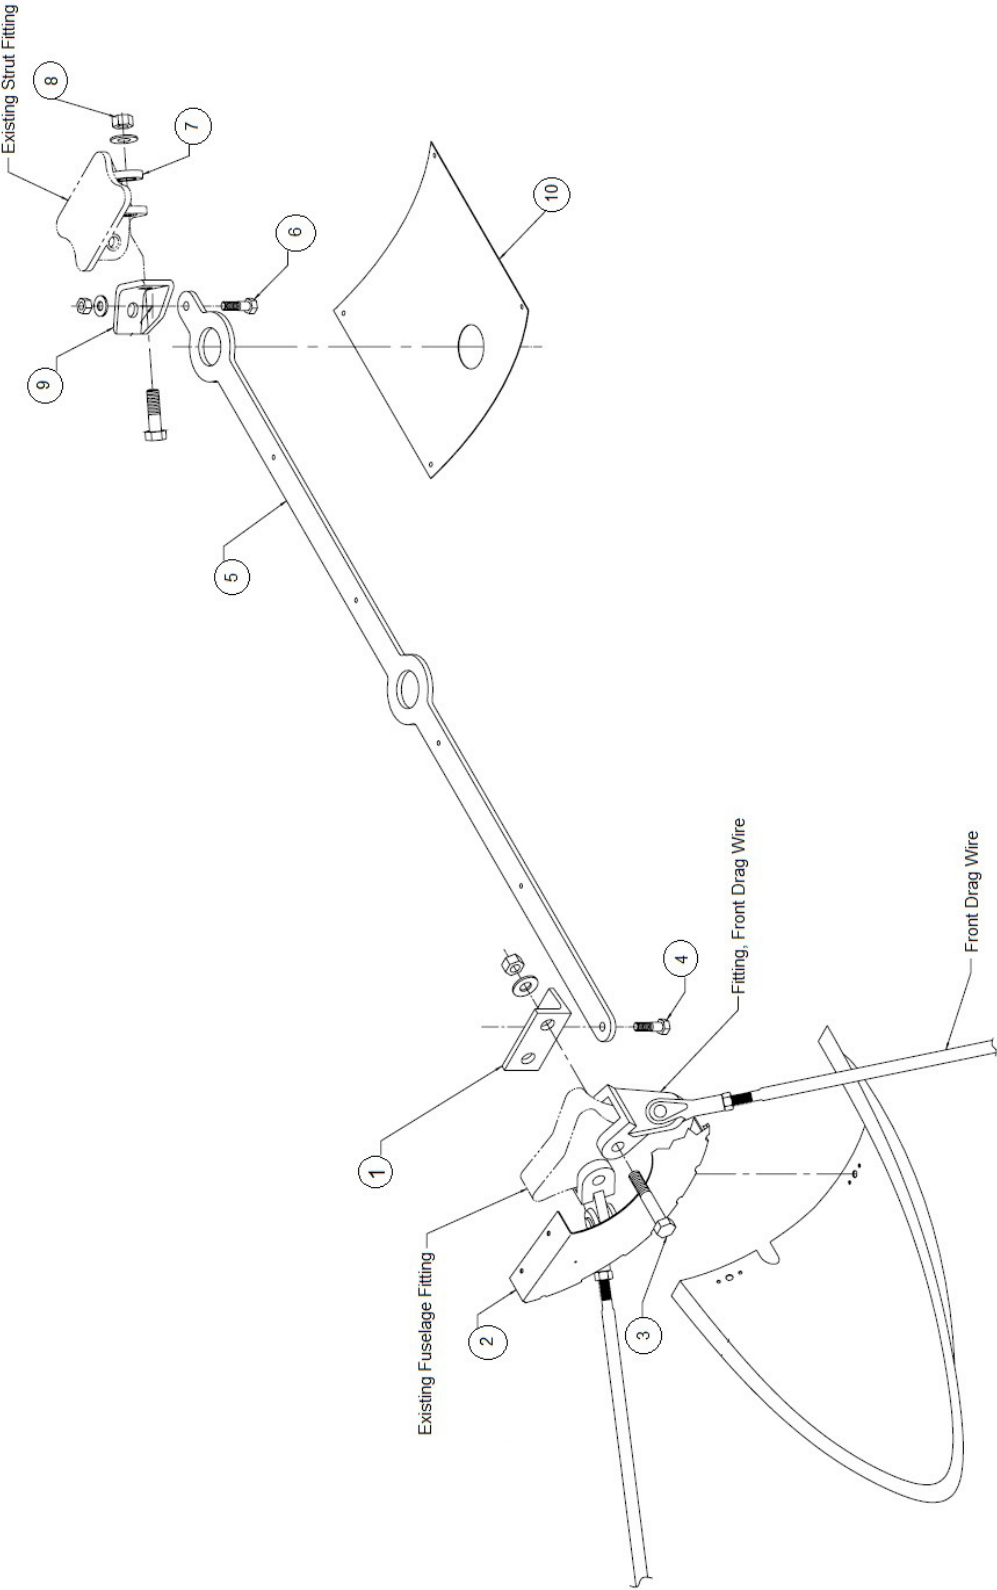 Existing Strut Fitting
8
7
6
9
10
5
4
Fitting, Front Drag Wire
Front Drag Wire
1
Existing Fuselage Fitting
2
3